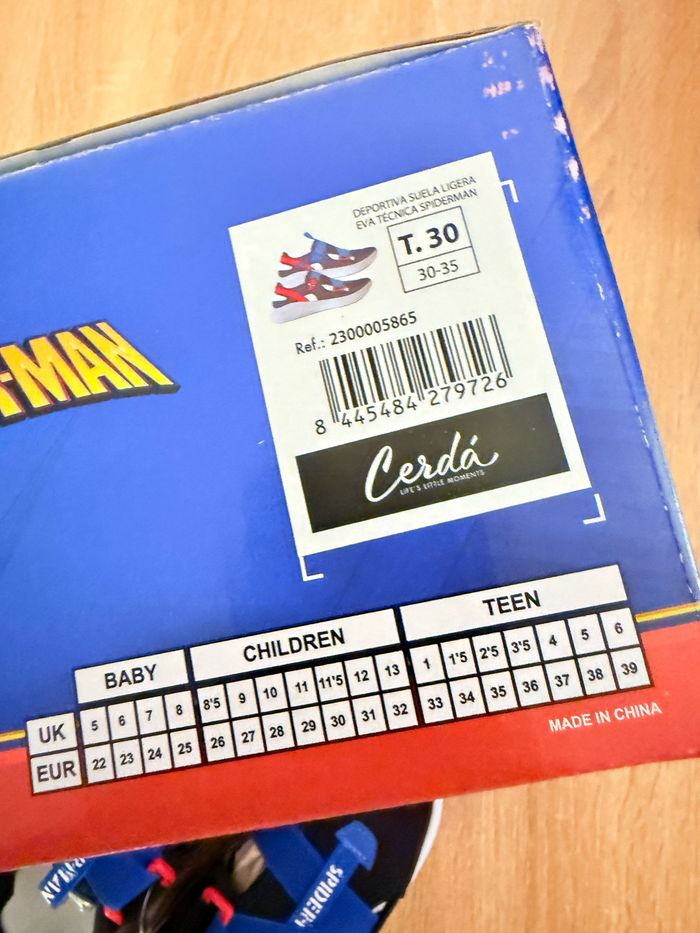 DEPORTIVA SUELA LIGERA
EVA TÉCNICA SPIDERMAN
T. 30
30-35
Ref.: 2300005865
8 445484 279726
-MAN
Cerdá
LIFE'S LITTLE MOMENTS
BABY CHILDREN TEEN
UK 5 6 7 8 8'5 9 10 11 11'5 12 13 1 1'5 2'5 3'5 4 5 6
EUR 22 23 24 25 26 27 28 29 30 31 32 33 34 35 36 37 38 39
MADE IN CHINA
SPIDERM